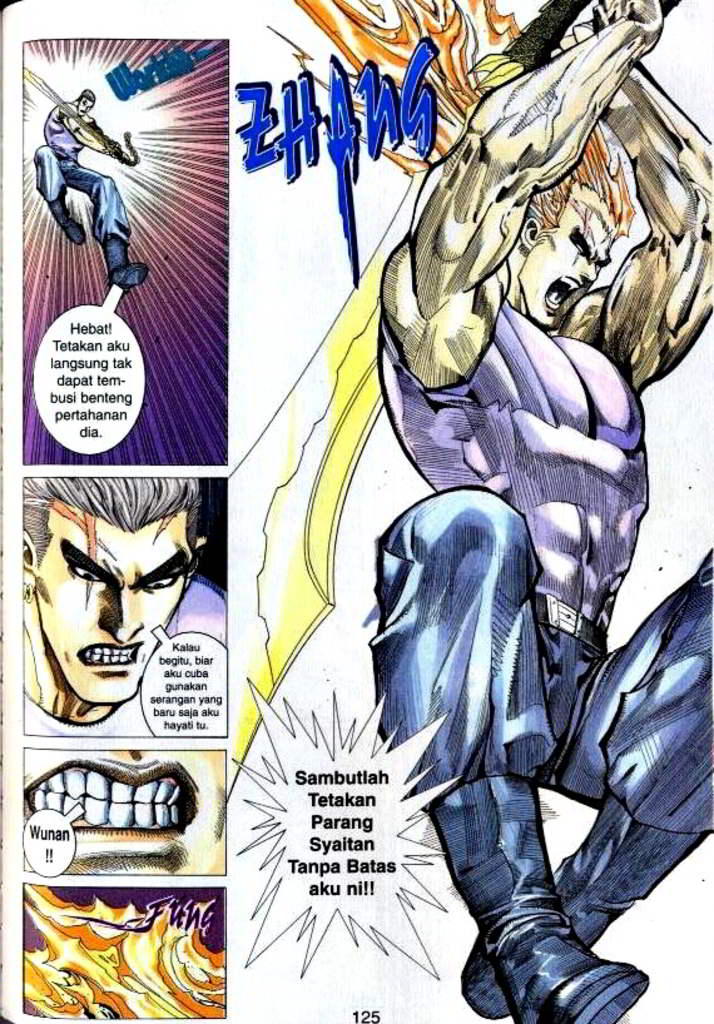 ZHANG
Hebat!
Tetakan aku
langsung tak
dapat tem-
busi benteng
pertahanan
dia.
Kalau
begitu, biar
aku cuba
gunakan
serangan yang
baru saja aku
hayati tu.
Wunan
!!
FUNG
Sambutlah
Tetakan
Parang
Syaitan
Tanpa Batas
aku ni!!
125